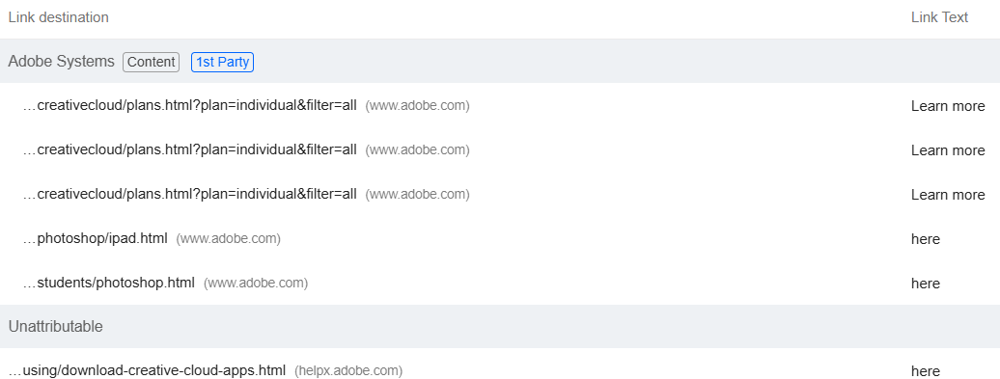 Link destination Link Text
Adobe Systems Content 1st Party
…creativecloud/plans.html?plan=individual&filter=all (www.adobe.com) Learn more
…creativecloud/plans.html?plan=individual&filter=all (www.adobe.com) Learn more
…creativecloud/plans.html?plan=individual&filter=all (www.adobe.com) Learn more
…photoshop/ipad.html (www.adobe.com) here
…students/photoshop.html (www.adobe.com) here
Unattributable
…using/download-creative-cloud-apps.html (helpx.adobe.com) here